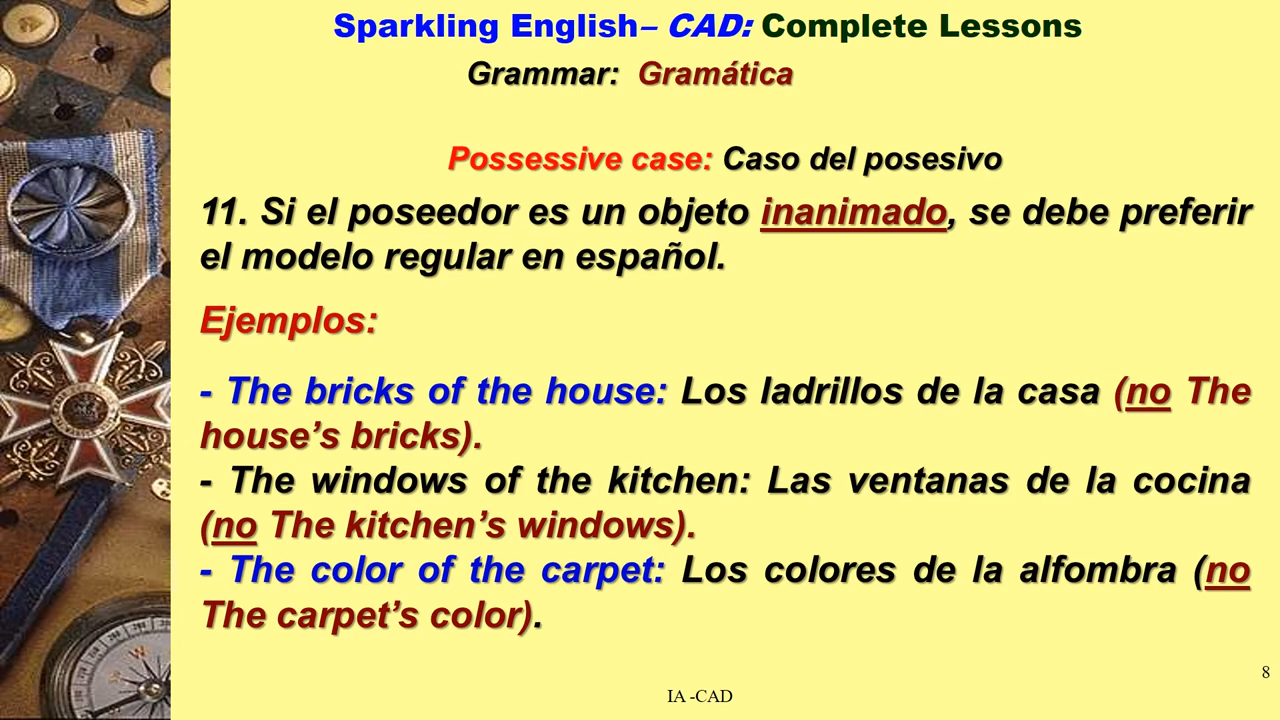 Sparkling English– CAD: Complete Lessons
Grammar: Gramática
Possessive case: Caso del posesivo
11. Si el poseedor es un objeto inanimado, se debe preferir
el modelo regular en español.
Ejemplos:
- The bricks of the house: Los ladrillos de la casa (no The
house’s bricks).
- The windows of the kitchen: Las ventanas de la cocina
(no The kitchen’s windows).
- The color of the carpet: Los colores de la alfombra (no
The carpet’s color).
8
IA -CAD